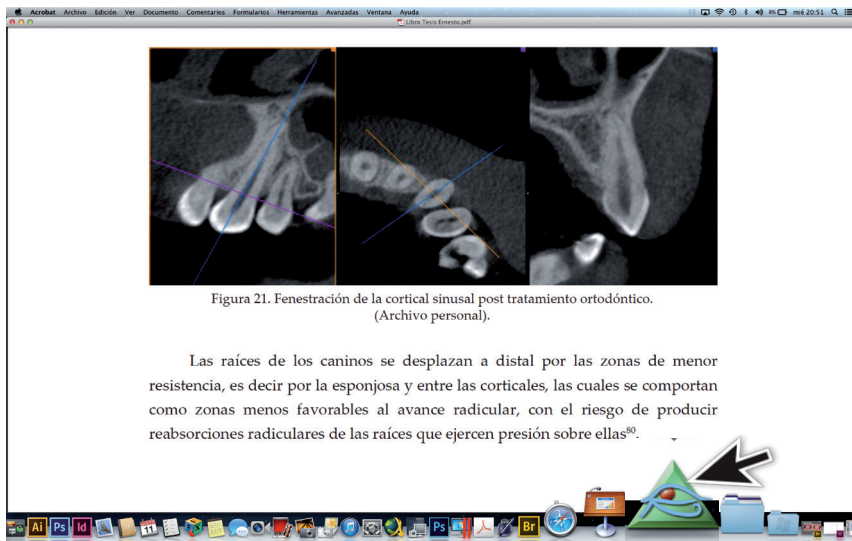 Acrobat Archivo Edición Ver Documento Comentarios Formularios Herramientas Avanzadas Ventana Ayuda
8% mié 20:51
Libro Tesis Ernesto.pdf
Figura 21. Fenestración de la cortical sinusal post tratamiento ortodóntico.
(Archivo personal).
Las raíces de los caninos se desplazan a distal por las zonas de menor
resistencia, es decir por la esponjosa y entre las corticales, las cuales se comportan
como zonas menos favorables al avance radicular, con el riesgo de producir
reabsorciones radiculares de las raíces que ejercen presión sobre ellas⁸⁰.
Ai Ps Id 11 Ps Br